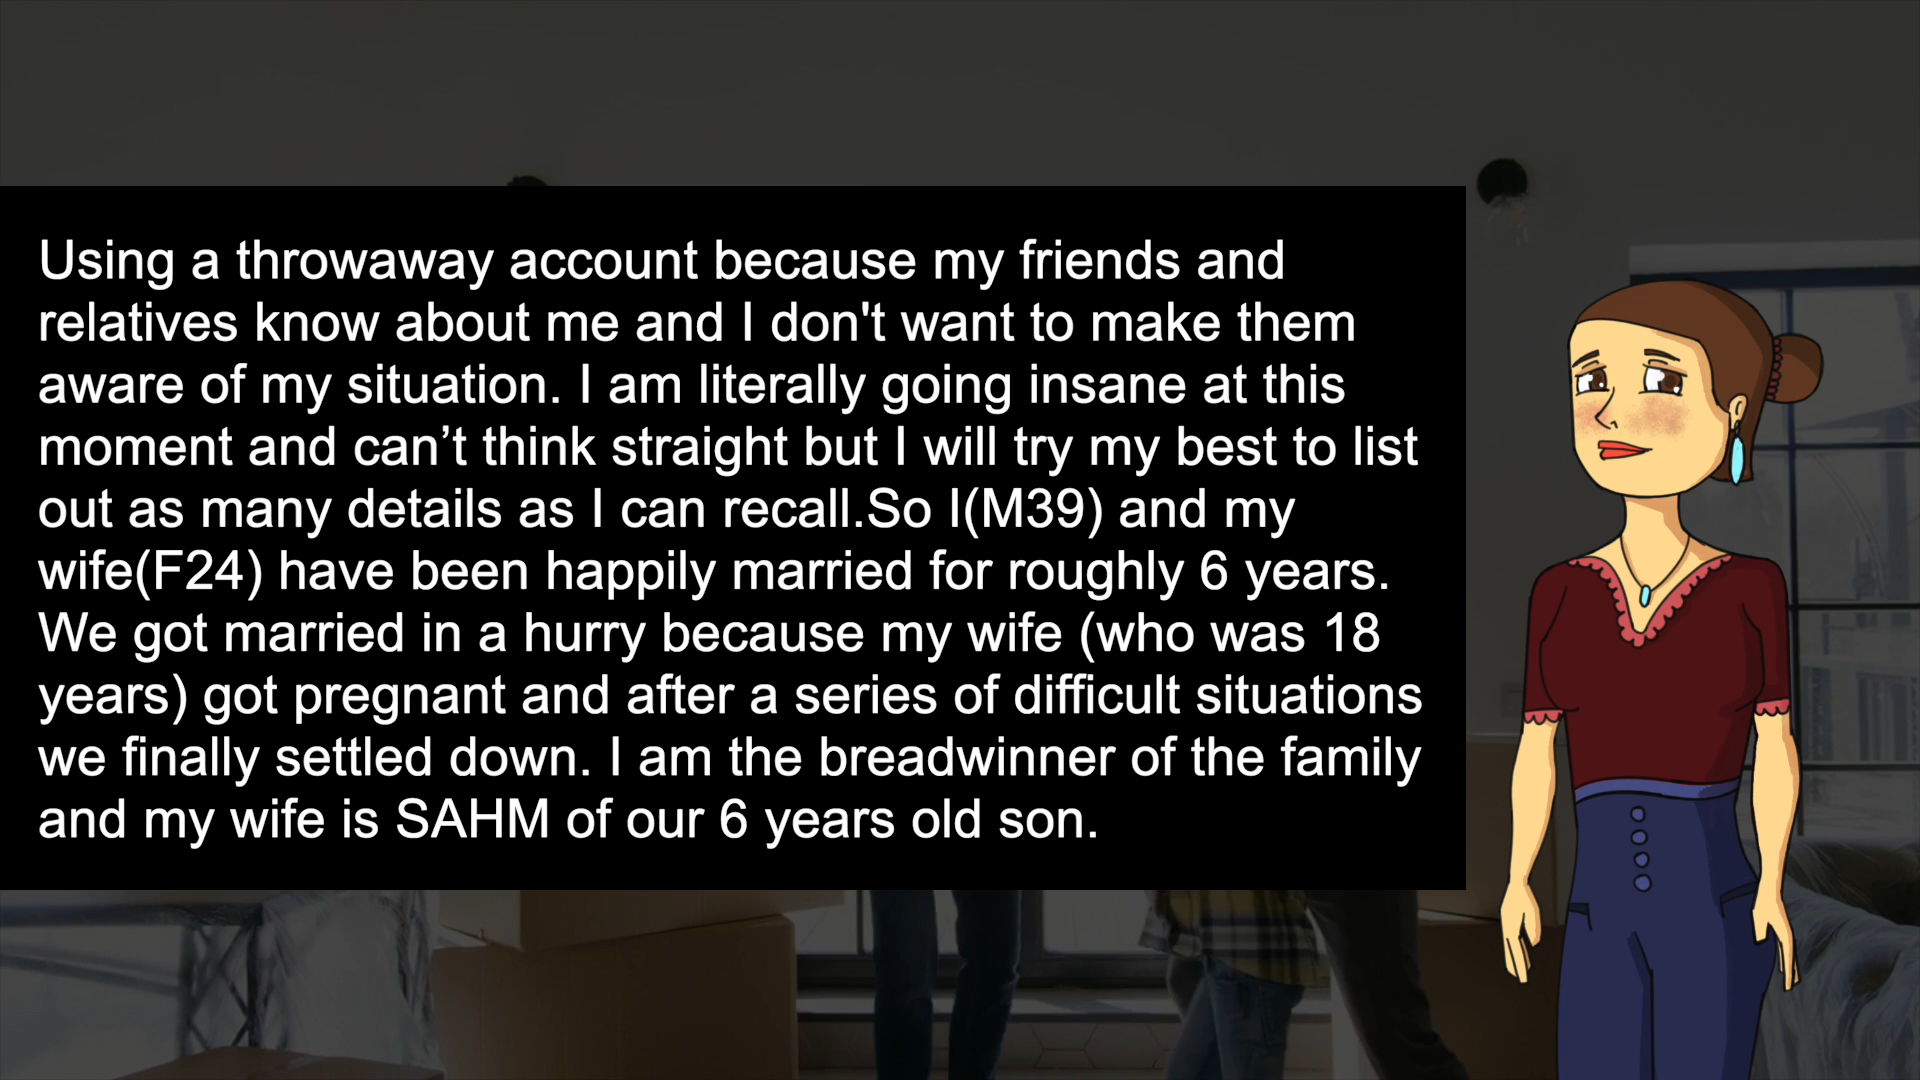 Using a throwaway account because my friends and
relatives know about me and I don't want to make them
aware of my situation. I am literally going insane at this
moment and can’t think straight but I will try my best to list
out as many details as I can recall.So I(M39) and my
wife(F24) have been happily married for roughly 6 years.
We got married in a hurry because my wife (who was 18
years) got pregnant and after a series of difficult situations
we finally settled down. I am the breadwinner of the family
and my wife is SAHM of our 6 years old son.